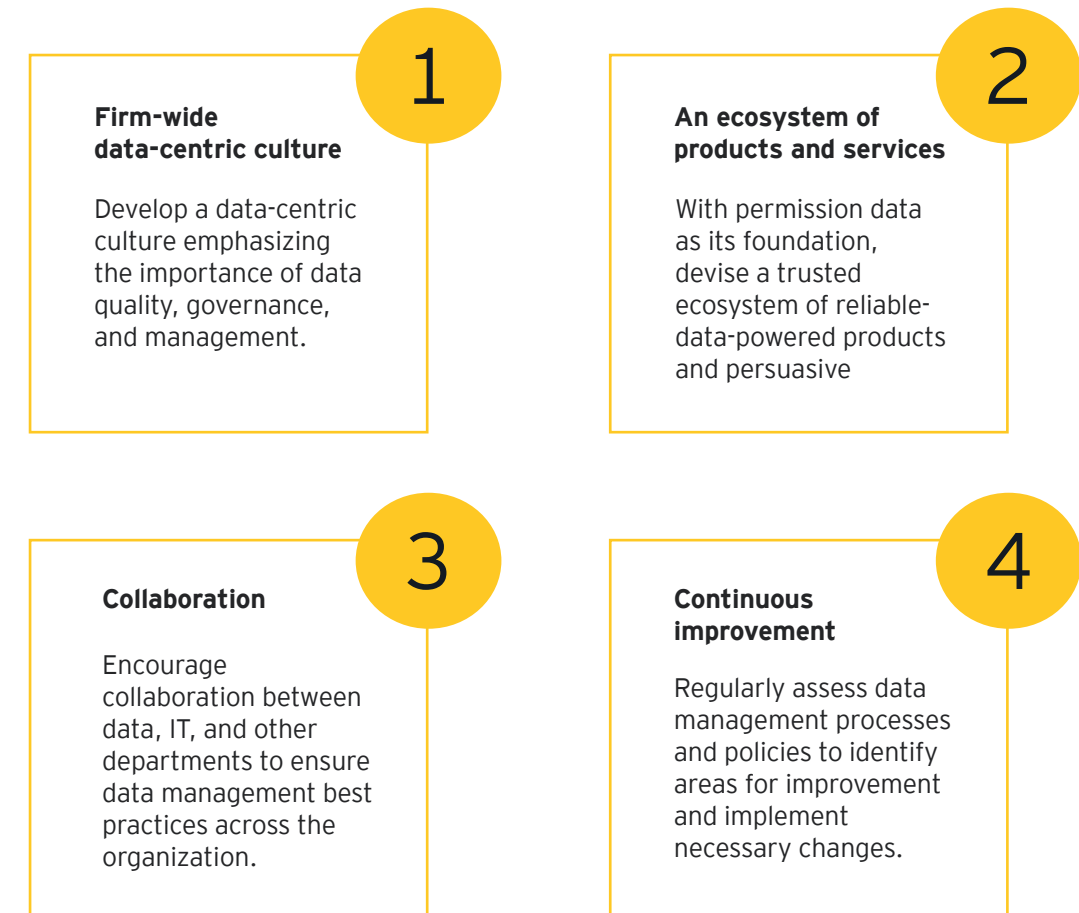 1
Firm-wide
data-centric culture
Develop a data-centric
culture emphasizing
the importance of data
quality, governance,
and management.
2
An ecosystem of
products and services
With permission data
as its foundation,
devise a trusted
ecosystem of reliable-
data-powered products
and persuasive
3
Collaboration
Encourage
collaboration between
data, IT, and other
departments to ensure
data management best
practices across the
organization.
4
Continuous
improvement
Regularly assess data
management processes
and policies to identify
areas for improvement
and implement
necessary changes.